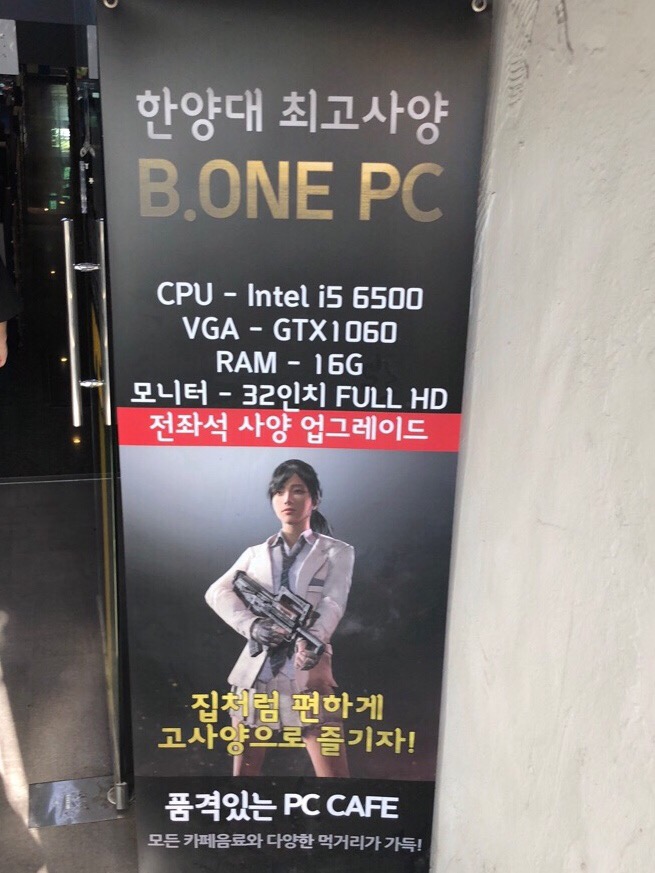 한양대 최고사양
B.ONE PC
CPU - Intel i5 6500
VGA - GTX1060
RAM - 16G
모니터 - 32인치 FULL HD
전좌석 사양 업그레이드
집처럼 편하게
고사양으로 즐기자!
품격있는 PC CAFE
모든 카페음료와 다양한 먹거리가 가득!